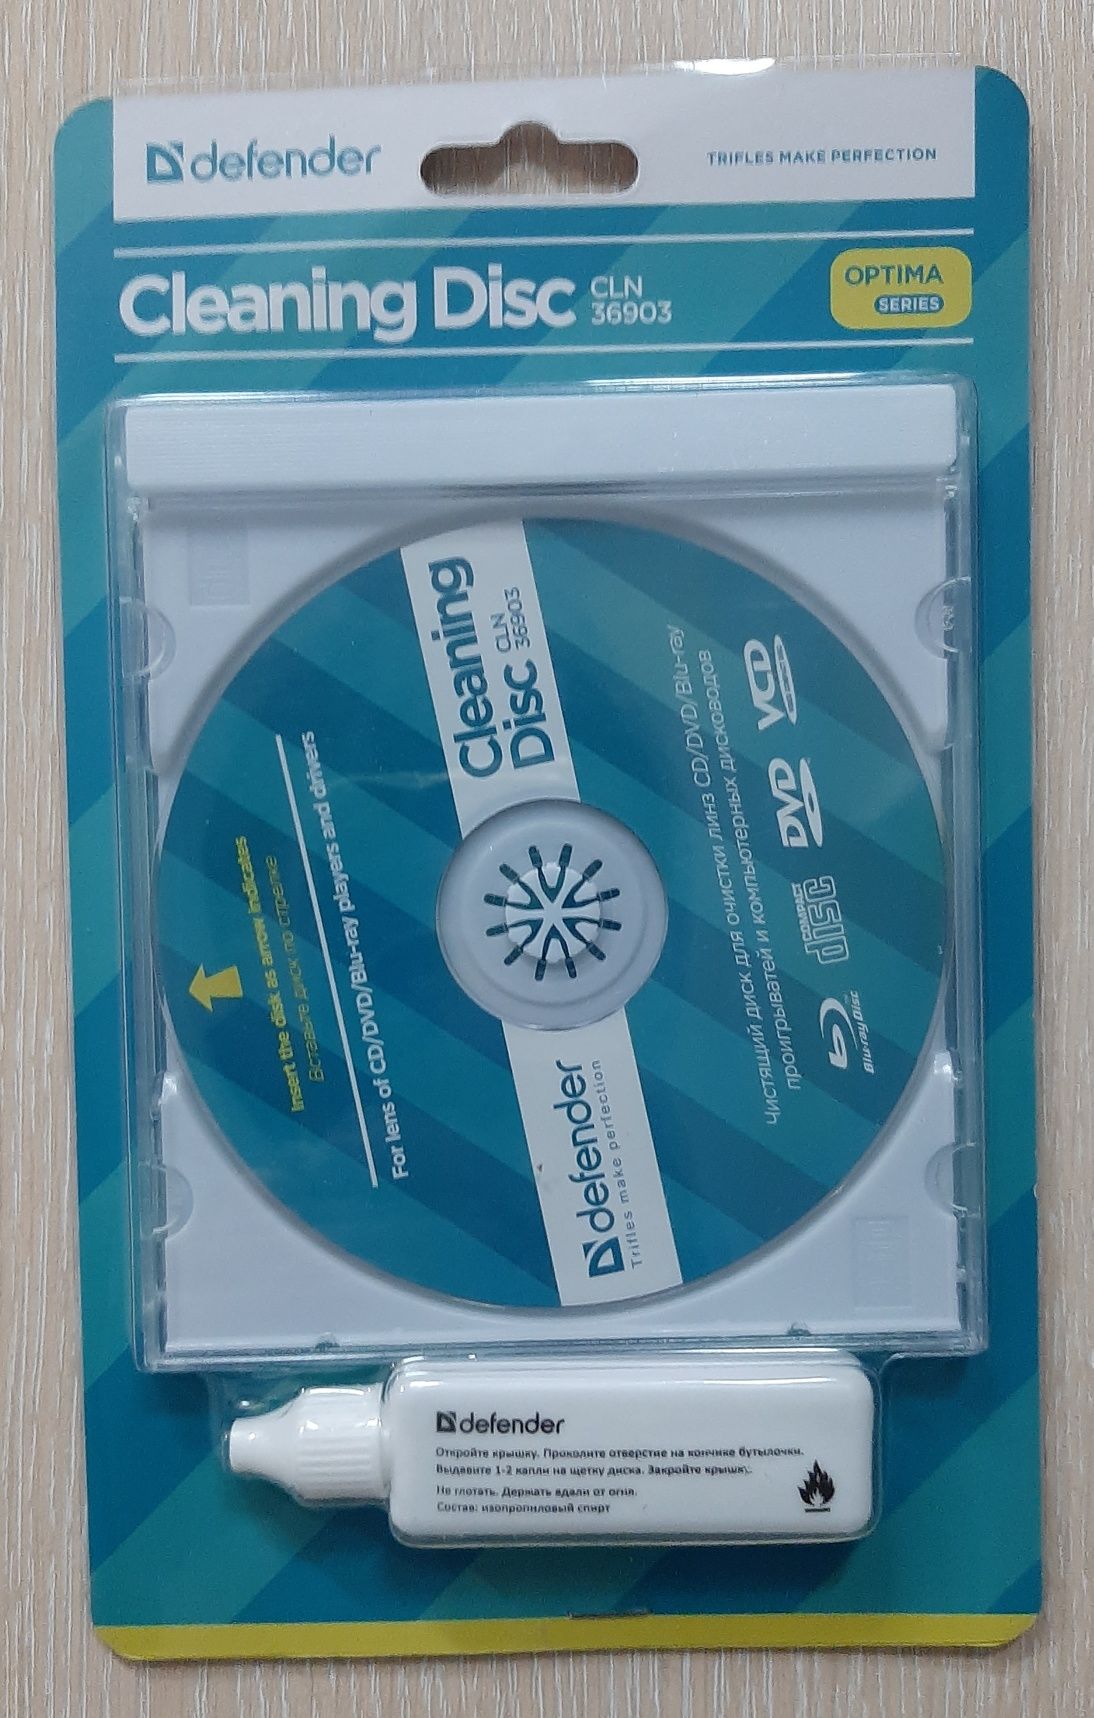 defender
TRIFLES MAKE PERFECTION
Cleaning Disc
CLN
36903
OPTIMA
SERIES
Insert the disk as arrow indicates
Вставьте диск по стрелке
For lens of CD/DVD/Blu-ray players and drivers
Cleaning
Disc
CLN
36903
defender
Trifles make perfection
Чистящий диск для очистки линз CD/DVD/Blu-ray
проигрывателй и компьютерных дисководов
Blu-ray Disc
COMPACT
disc
DVD
VCD
defender
Откройте крышку. Проколите отверстие на кончике бутылочки.
Выдавите 1-2 капли на щетку диска. Закройте крышку.
Не глотать. Держать вдали от огня.
Состав: изопропиловый спирт